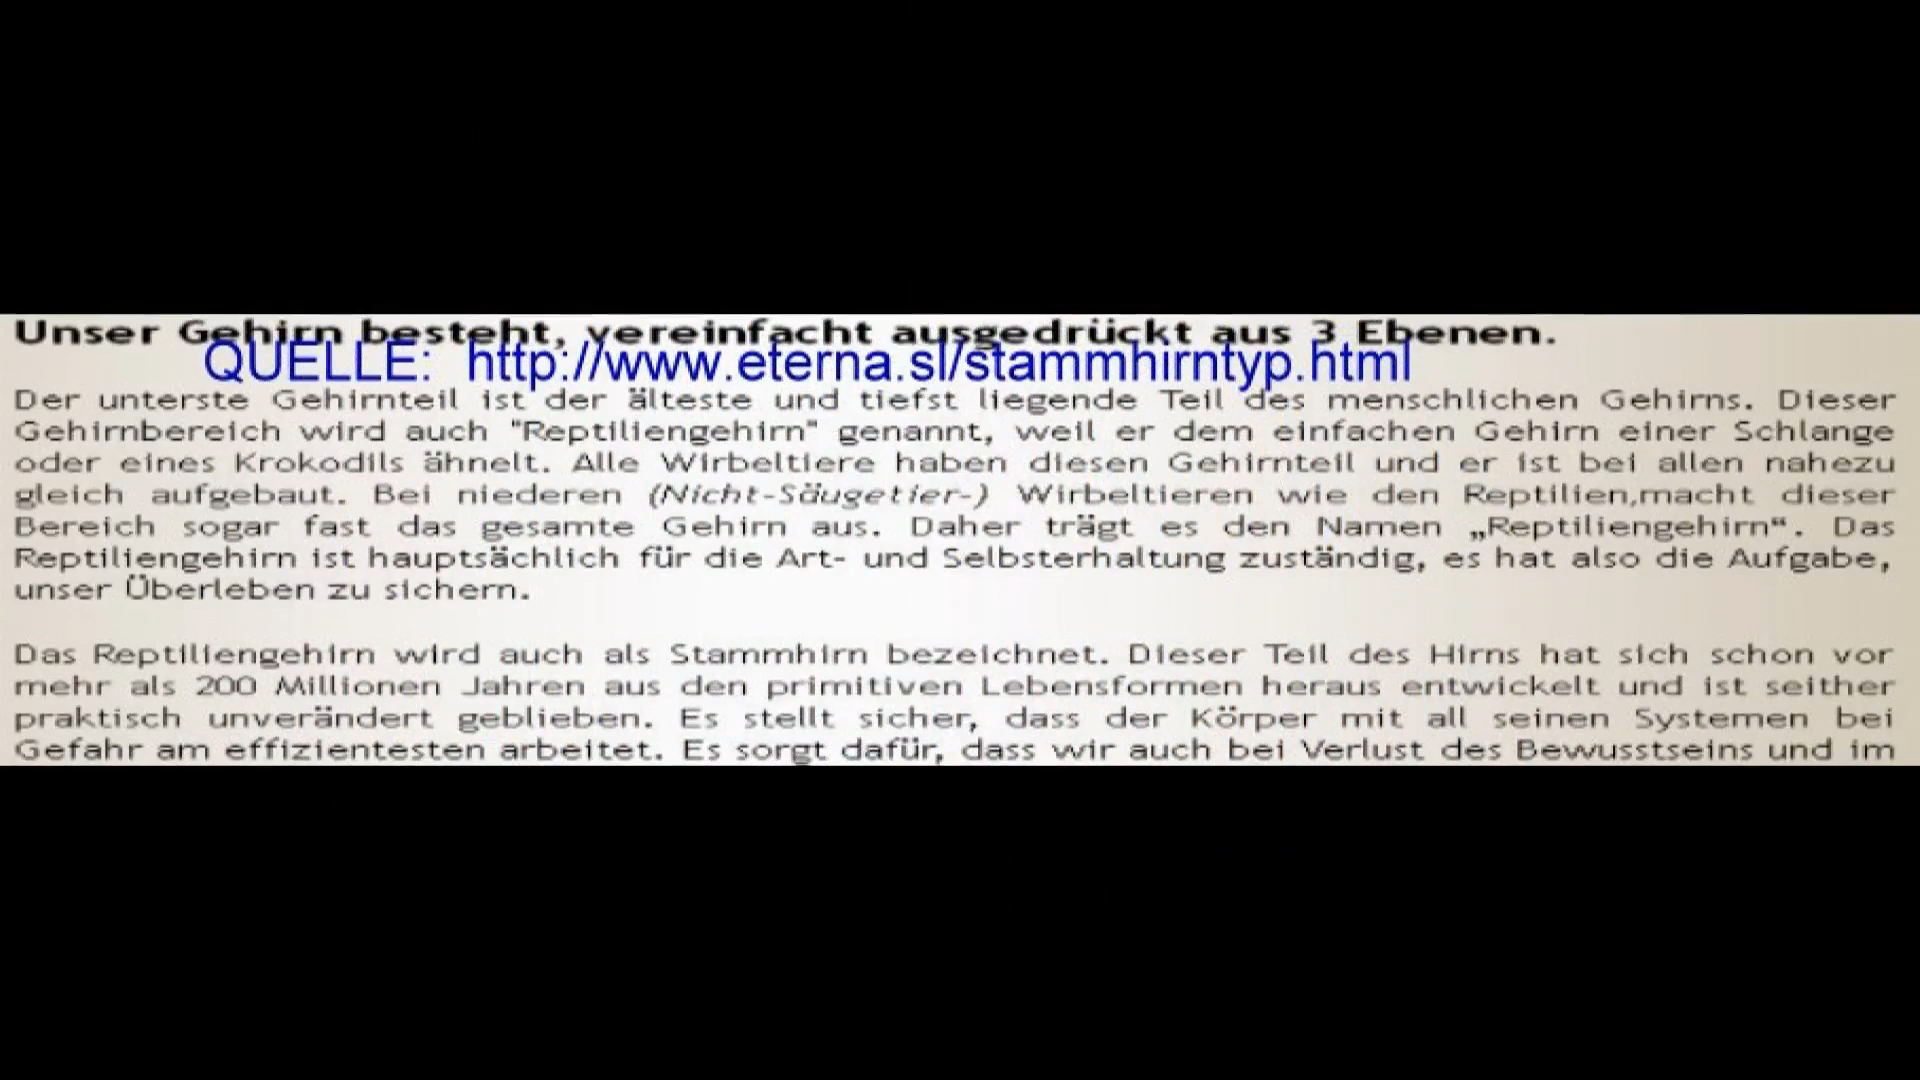 Unser Gehirn besteht, vereinfacht ausgedrückt aus 3 Ebenen.
QUELLE: http://www.eterna.sl/stammhirntyp.html
Der unterste Gehirnteil ist der älteste und tiefst liegende Teil des menschlichen Gehirns. Dieser
Gehirnbereich wird auch "Reptiliengehirn" genannt, weil er dem einfachen Gehirn einer Schlange
oder eines Krokodils ähnelt. Alle Wirbeltiere haben diesen Gehirnteil und er ist bei allen nahezu
gleich aufgebaut. Bei niederen (Nicht-Säugetier-) Wirbeltieren wie den Reptilien,macht dieser
Bereich sogar fast das gesamte Gehirn aus. Daher trägt es den Namen „Reptiliengehirn“. Das
Reptiliengehirn ist hauptsächlich für die Art- und Selbsterhaltung zuständig, es hat also die Aufgabe,
unser Überleben zu sichern.
Das Reptiliengehirn wird auch als Stammhirn bezeichnet. Dieser Teil des Hirns hat sich schon vor
mehr als 200 Millionen Jahren aus den primitiven Lebensformen heraus entwickelt und ist seither
praktisch unverändert geblieben. Es stellt sicher, dass der Körper mit all seinen Systemen bei
Gefahr am effizientesten arbeitet. Es sorgt dafür, dass wir auch bei Verlust des Bewusstseins und im